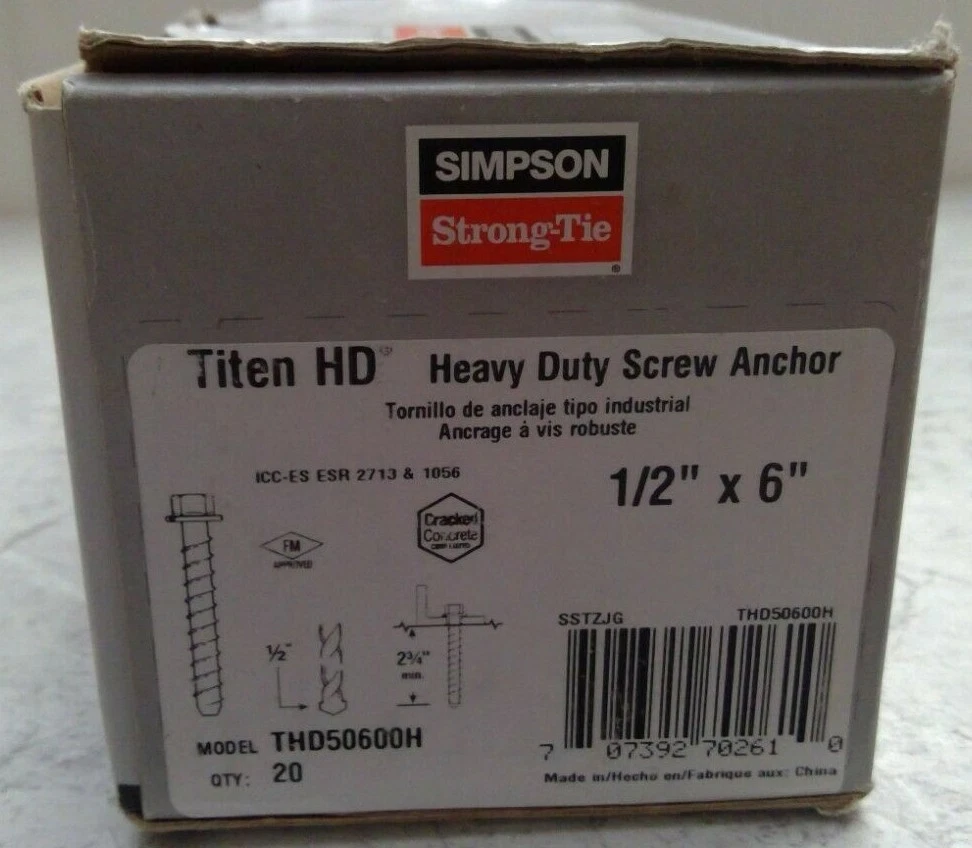 SIMPSON
Strong-Tie
®
Titen HD® Heavy Duty Screw Anchor
Tornillo de anclaje tipo industrial
Ancrage à vis robuste
ICC-ES ESR 2713 & 1056
1/2" x 6"
FM
APPROVED
Cracked
Concrete
½"
2¾"
min.
SSTZJG THD50600H
7 07392 70261 0
MODEL THD50600H
QTY: 20
Made in/Hecho en/Fabrique aux: China